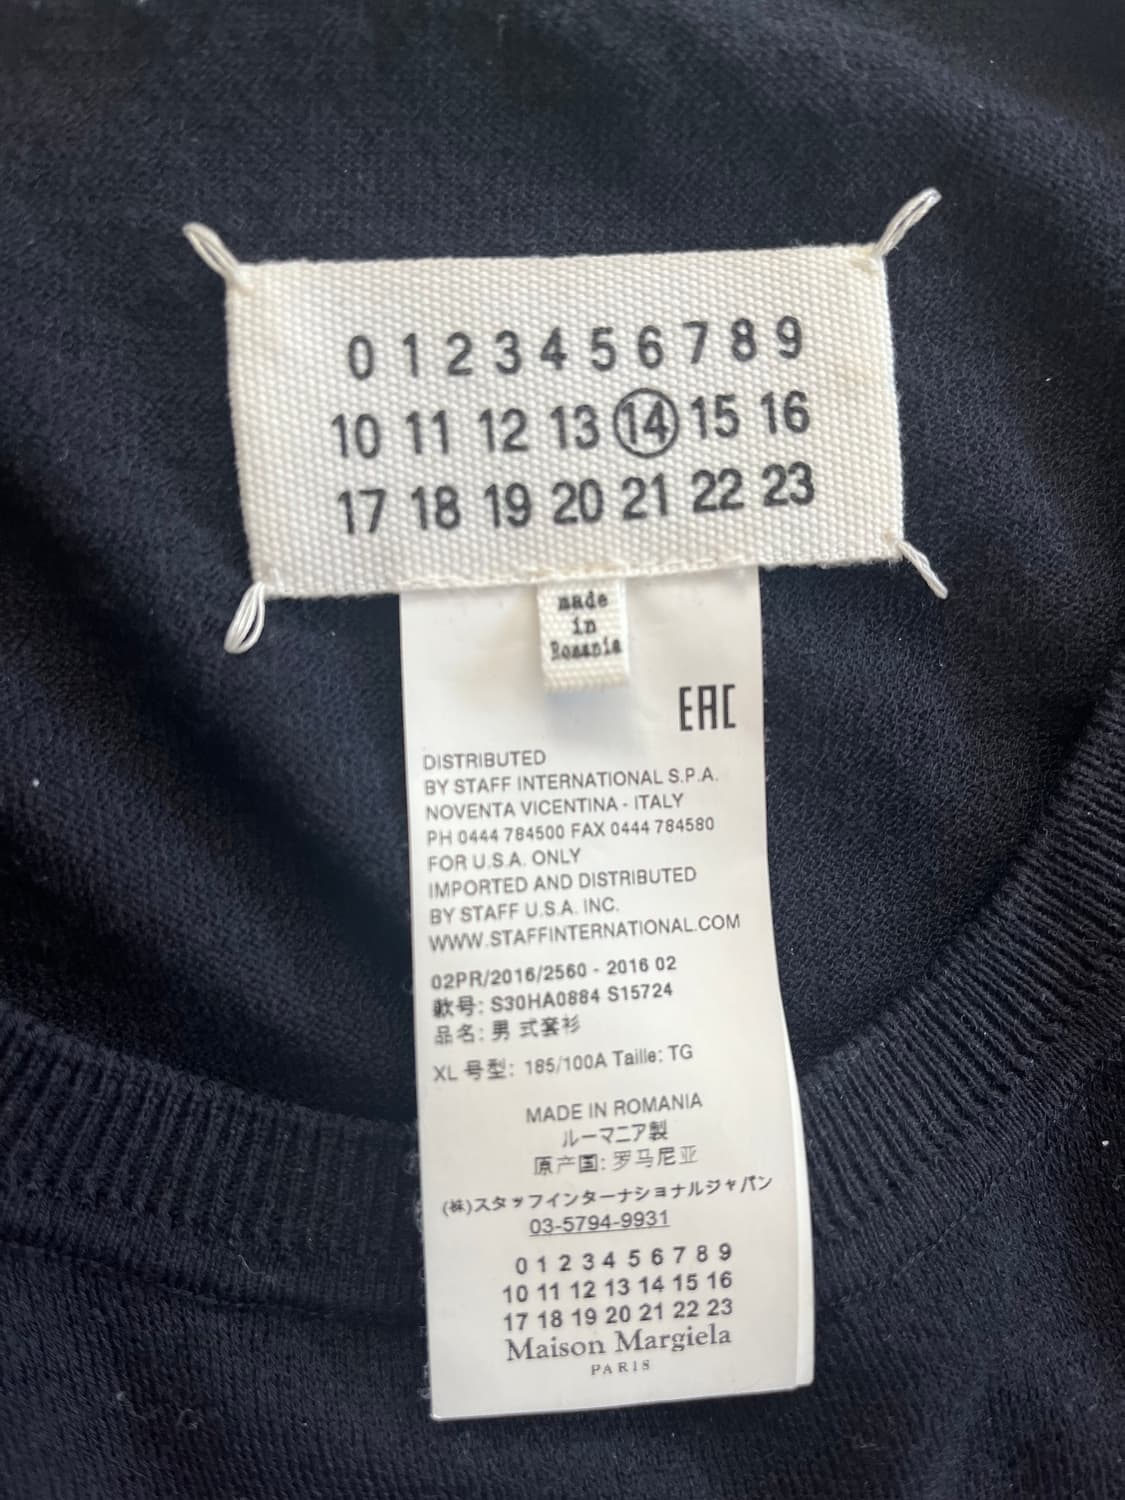 0 1 2 3 4 5 6 7 8 9
10 11 12 13 14 15 16
17 18 19 20 21 22 23
made
in
Romania
EAC
DISTRIBUTED
BY STAFF INTERNATIONAL S.P.A.
NOVENTA VICENTINA - ITALY
PH 0444 784500 FAX 0444 784580
FOR U.S.A. ONLY
IMPORTED AND DISTRIBUTED
BY STAFF U.S.A. INC.
WWW.STAFFINTERNATIONAL.COM
02PR/2016/2560 - 2016 02
款号: S30HA0884 S15724
品名: 男 式套衫
XL 号型: 185/100A Taille: TG
MADE IN ROMANIA
ルーマニア製
原产国: 罗马尼亚
(株)スタッフインターナショナルジャパン
03-5794-9931
0 1 2 3 4 5 6 7 8 9
10 11 12 13 14 15 16
17 18 19 20 21 22 23
Maison Margiela
PARIS